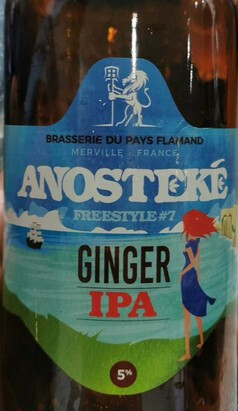 BRASSERIE DU PAYS FLAMAND
MERVILLE - FRANCE
ANOSTEKÉ
FREESTYLE #7
GINGER
IPA
5%